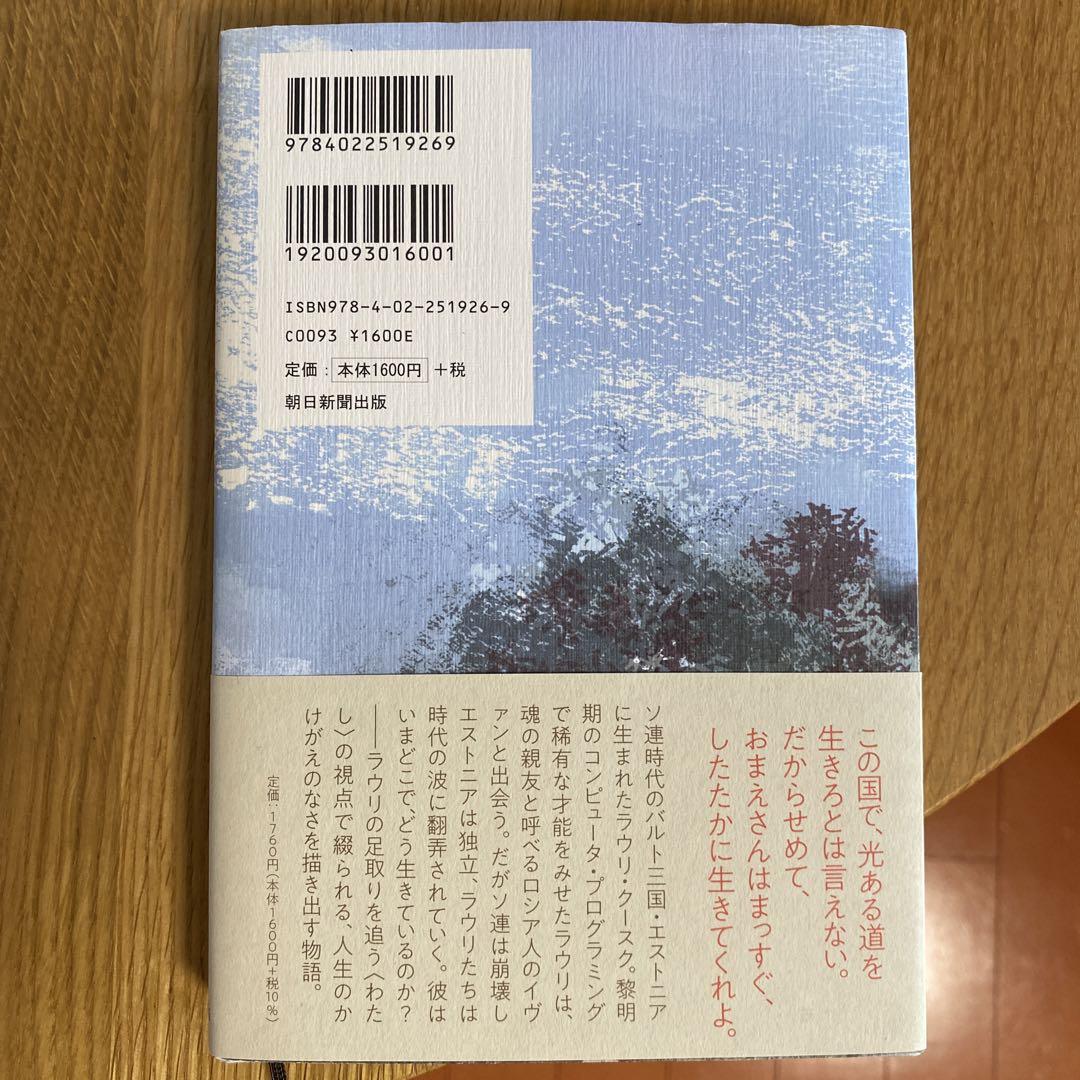 9784022519269
1920093016001
ISBN978-4-02-251926-9
C0093 ¥1600E
定価：本体1600円＋税
朝日新聞出版
この国で、光ある道を
生きろとは言えない。
だからせめて、
おまえさんはまっすぐ、
したたかに生きてくれよ。
ソ連時代のバルト三国・エストニア
に生まれたラウリ・クースク。黎明
期のコンピュータ・プログラミング
で稀有な才能をみせたラウリは、
魂の親友と呼べるロシア人のイヴ
ァンと出会う。だがソ連は崩壊し
エストニアは独立、ラウリたちは
時代の波に翻弄されていく。彼は
いまどこで、どう生きているのか？
――ラウリの足取りを追う〈わた
し〉の視点で綴られる、人生のか
けがえのなさを描き出す物語。
定価：1760円（本体1600円＋税10％）